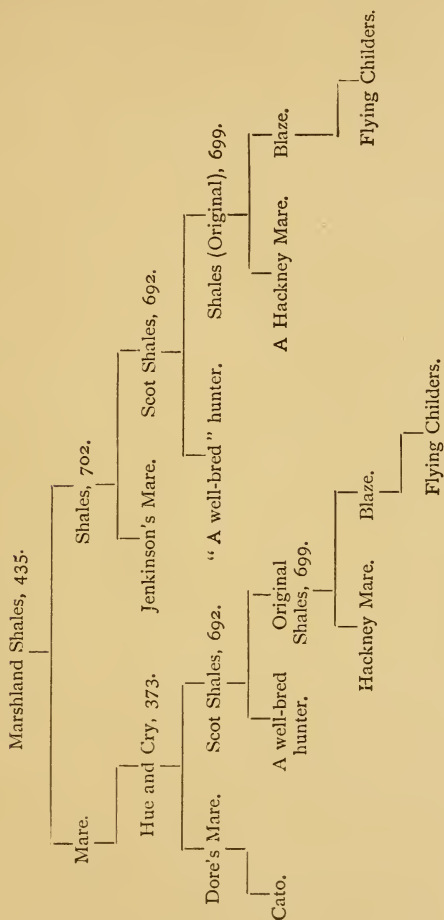 Marshland Shales, 435.
Mare.
Shales, 702.
Hue and Cry, 373.
Jenkinson's Mare.
Scot Shales, 692.
Dore's Mare.
Scot Shales, 692.
"A well-bred" hunter.
Shales (Original), 699.
Cato.
A well-bred
hunter.
Original
Shales, 699.
A Hackney Mare.
Blaze.
Hackney Mare.
Blaze.
Flying Childers.
Flying Childers.